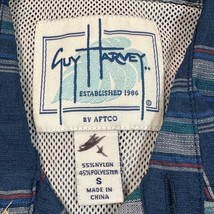 GUY HARVEY
ESTABLISHED 1986
®
BY AFTCO
55% NYLON
45% POLYESTER
S
MADE IN
CHINA